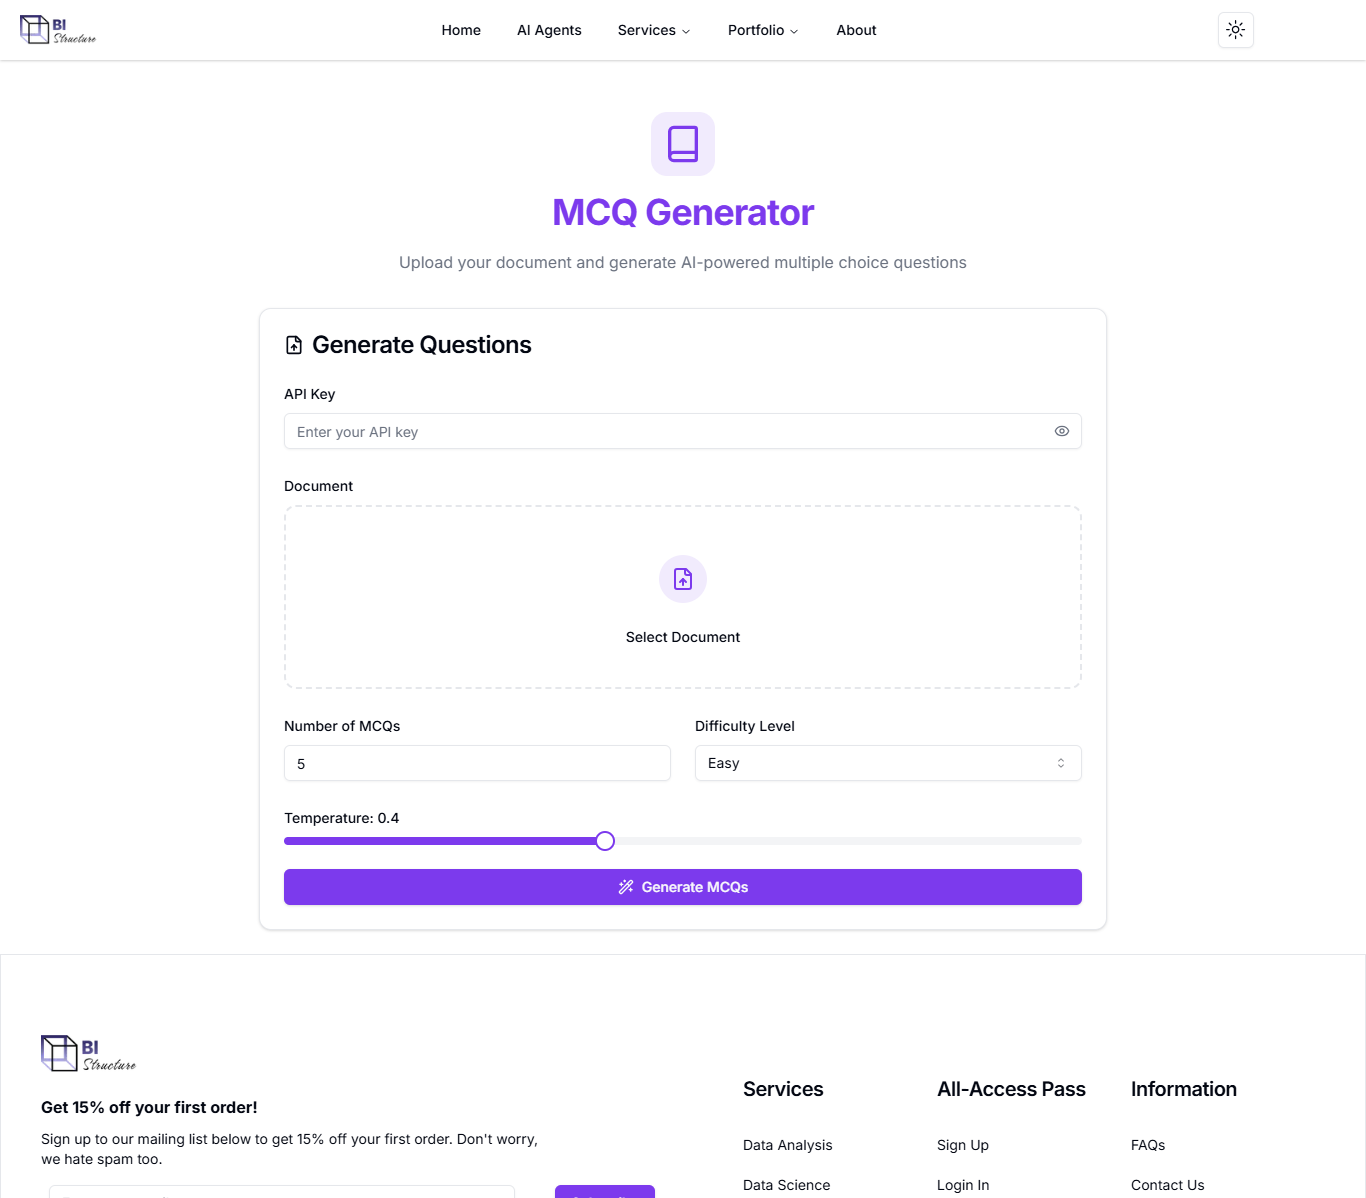 BI
Structure
Home
AI Agents
Services
Portfolio
About
MCQ Generator
Upload your document and generate AI-powered multiple choice questions
Generate Questions
API Key
Enter your API key
Document
Select Document
Number of MCQs
Difficulty Level
5
Easy
Temperature: 0.4
Generate MCQs
BI
Structure
Get 15% off your first order!
Sign up to our mailing list below to get 15% off your first order. Don't worry,
we hate spam too.
Services
All-Access Pass
Information
Data Analysis
Sign Up
FAQs
Data Science
Login In
Contact Us